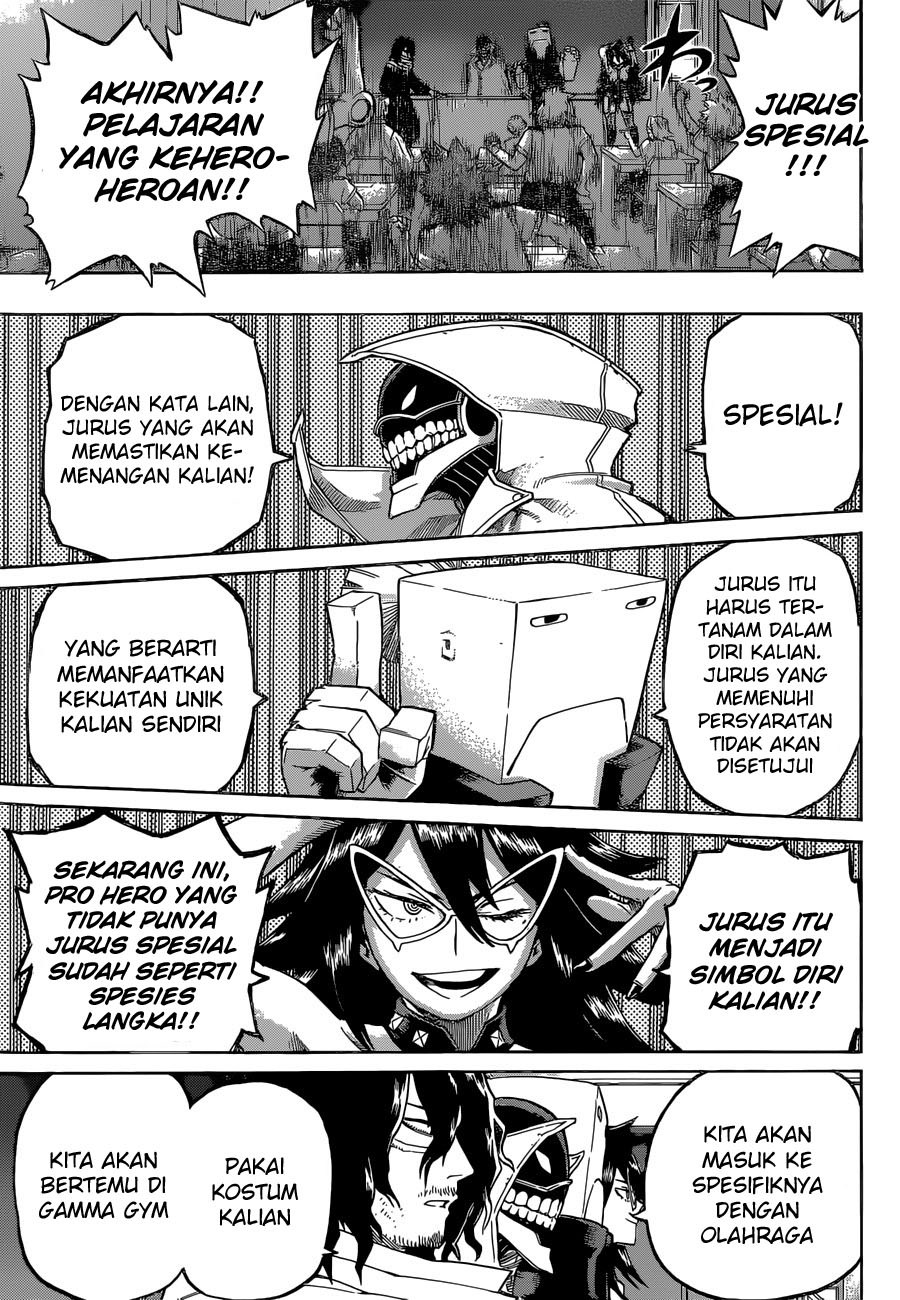 JURUS
SPESIAL
!!!
わ
AKHIRNYA!!
PELAJARAN
YANG KEHERO-
HEROAN!!
SPESIAL!
DENGAN KATA LAIN,
JURUS YANG AKAN
MEMASTIKAN KE-
MENANGAN KALIAN!
JURUS ITU
HARUS TER-
TANAM DALAM
DIRI KALIAN.
JURUS YANG
MEMENUHI
PERSYARATAN
TIDAK AKAN
DISETUJUI
YANG BERARTI
MEMANFAATKAN
KEKUATAN UNIK
KALIAN SENDIRI
JURUS ITU
MENJADI
SIMBOL DIRI
KALIAN!!
SEKARANG INI,
PRO HERO YANG
TIDAK PUNYA
JURUS SPESIAL
SUDAH SEPERTI
SPESIES
LANGKA!!
KITA AKAN
MASUK KE
SPESIFIKNYA
DENGAN
OLAHRAGA
PAKAI
KOSTUM
KALIAN
KITA AKAN
BERTEMU DI
GAMMA GYM